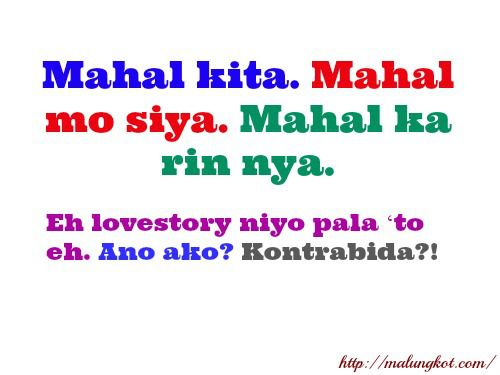 Mahal kita. Mahal
mo siya. Mahal ka
rin nya.
Eh lovestory niyo pala ‘to
eh. Ano ako? Kontrabida?!
http://malungkot.com/